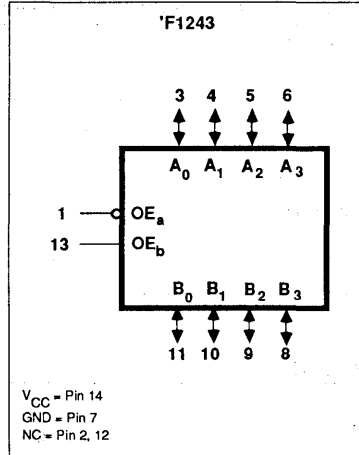 'F1243
3 4 5 6
A0 A1 A2 A3
1 OEa
13 OEb
B0 B1 B2 B3
11 10 9 8
VCC = Pin 14
GND = Pin 7
NC = Pin 2, 12